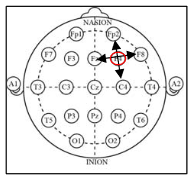 NASION
Fp1 Fp2
F7 F3 Fz F8
A1 T3 C3 Cz C4 T4 A2
T5 P3 Pz P4 T6
O1 O2
INION